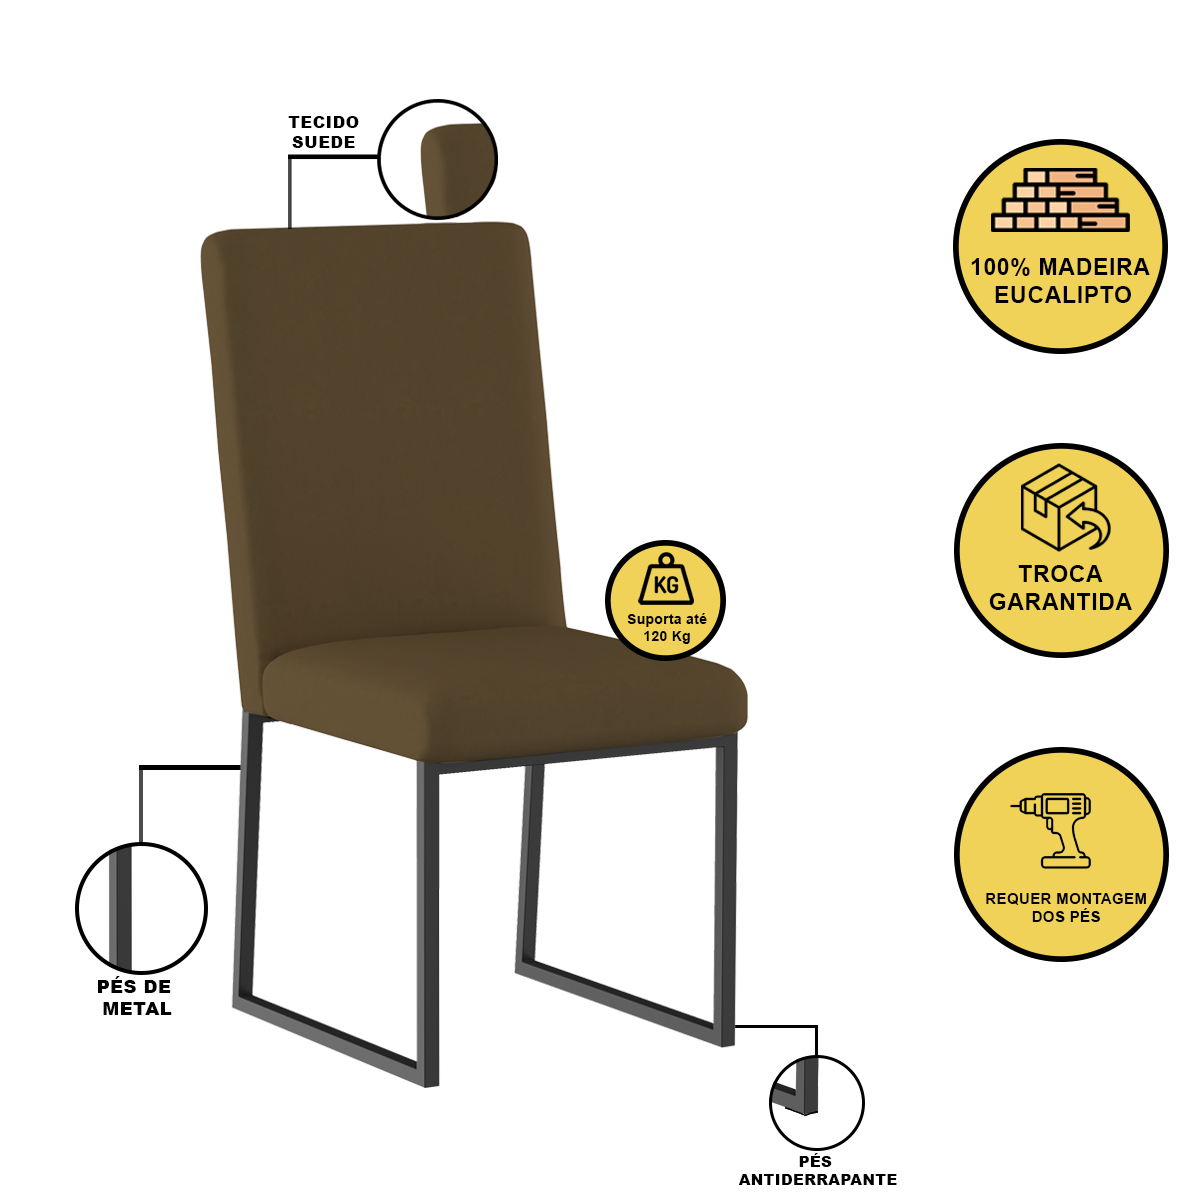 TECIDO
SUEDE
100% MADEIRA
EUCALIPTO
TROCA
GARANTIDA
KG
Suporta até
120 Kg
REQUER MONTAGEM
DOS PÉS
PÉS DE
METAL
PÉS
ANTIDERRAPANTE